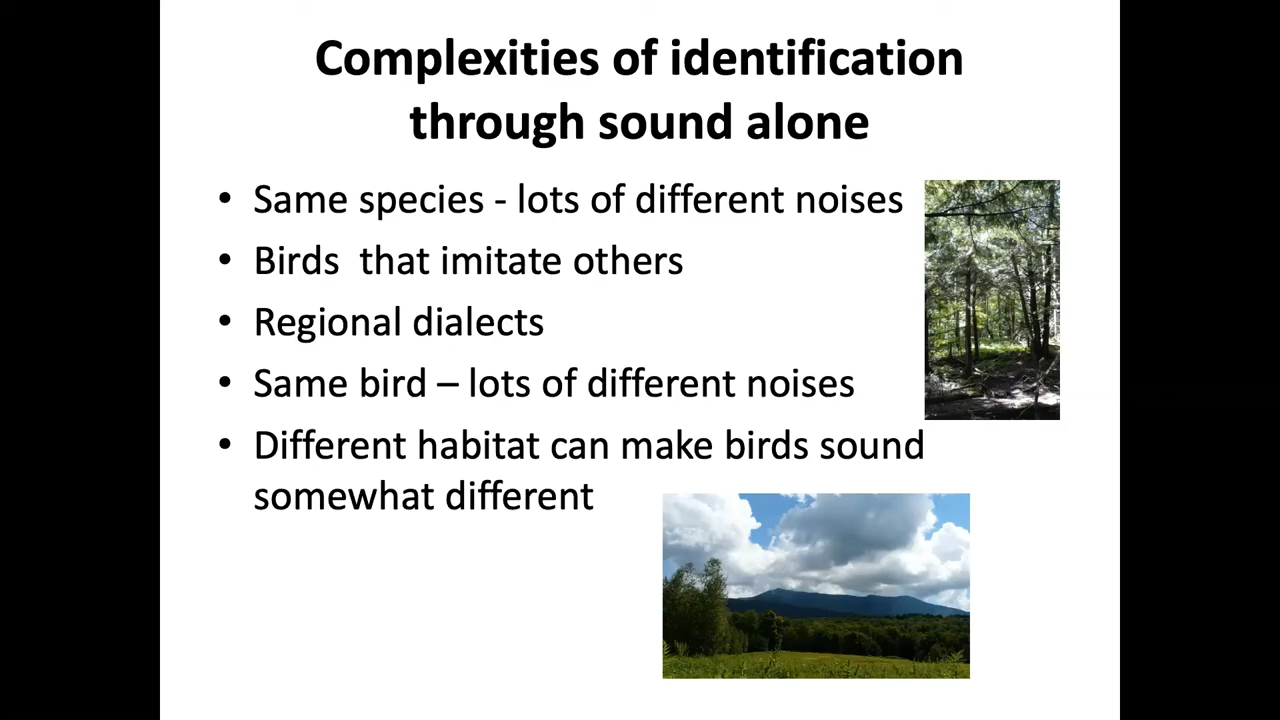 Complexities of identification
through sound alone
• Same species - lots of different noises
• Birds  that imitate others
• Regional dialects
• Same bird – lots of different noises
• Different habitat can make birds sound
somewhat different